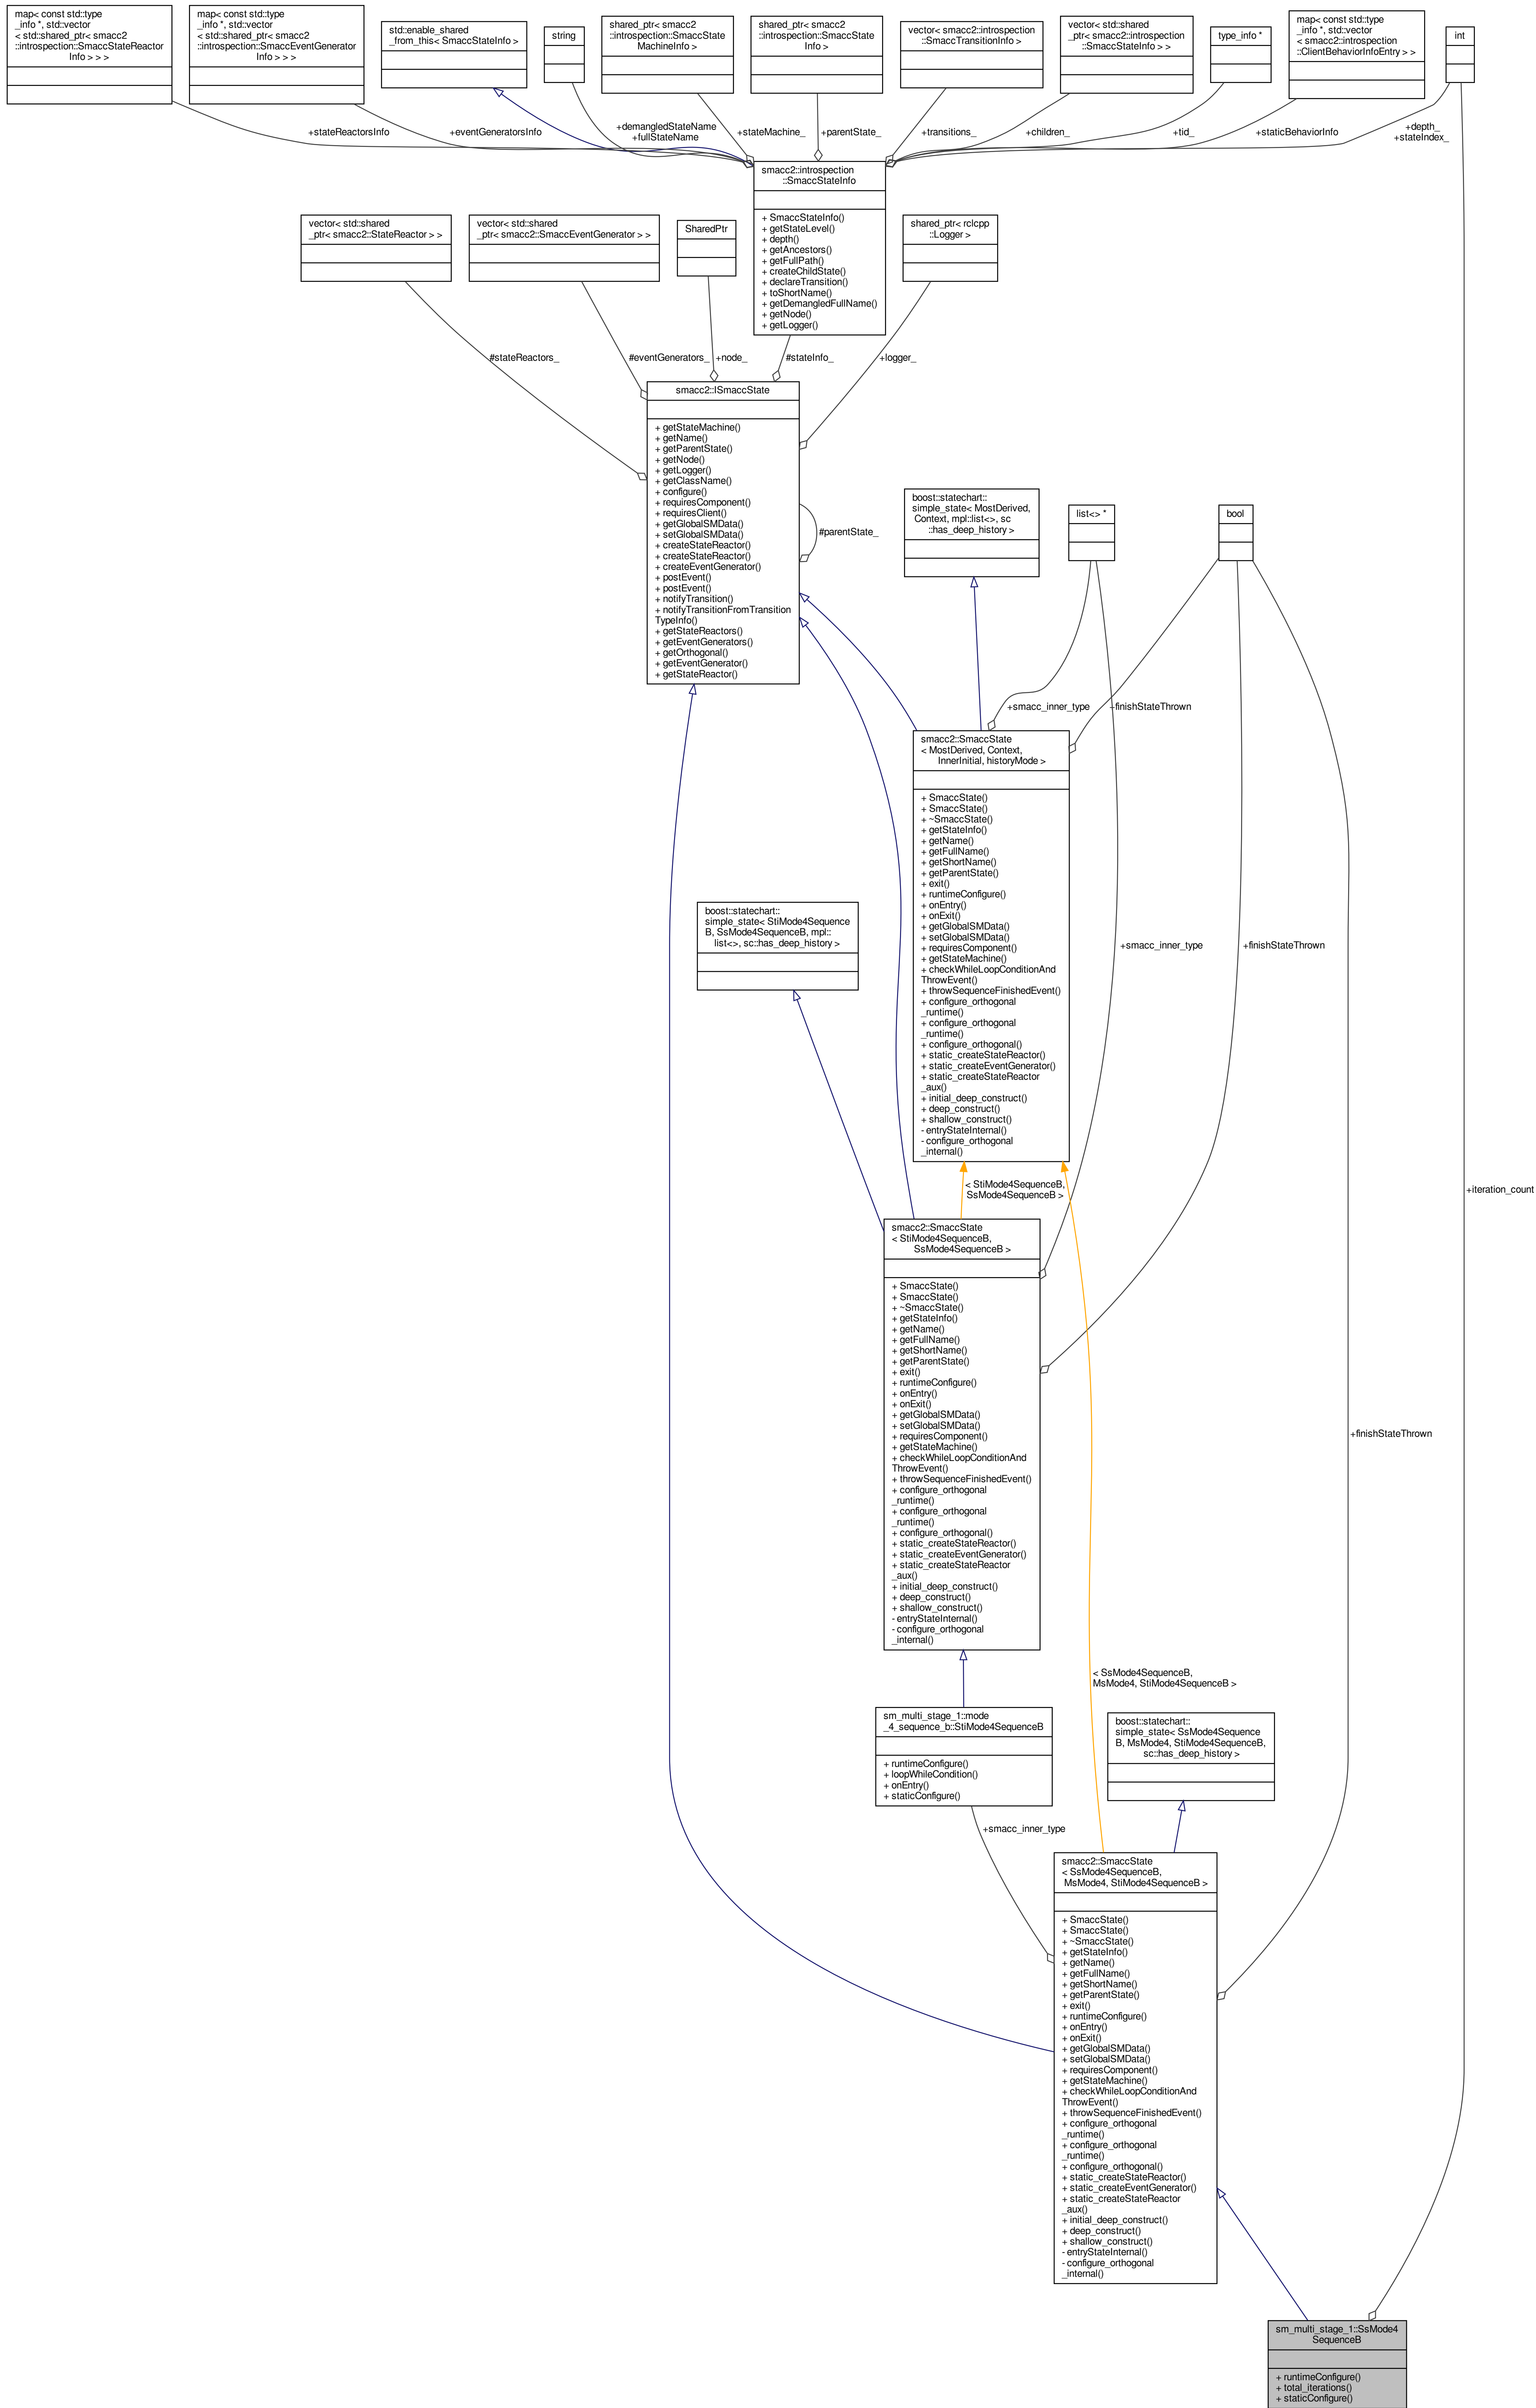 map< const std::type
_info *, std::vector
< std::shared_ptr< smacc2
::introspection::SmaccStateReactor
Info > > >
map< const std::type
_info *, std::vector
< std::shared_ptr< smacc2
::introspection::SmaccEventGenerator
Info > > >
std::enable_shared
_from_this< SmaccStateInfo >
string
shared_ptr< smacc2
::introspection::SmaccState
MachineInfo >
shared_ptr< smacc2
::introspection::SmaccState
Info >
vector< smacc2::introspection
::SmaccTransitionInfo >
vector< std::shared
_ptr< smacc2::introspection
::SmaccStateInfo > >
type_info *
map< const std::type
_info *, std::vector
< smacc2::introspection
::ClientBehaviorInfoEntry > >
int
+stateReactorsInfo
+eventGeneratorsInfo
+demangledStateName
+fullStateName
+stateMachine_
+parentState_
+transitions_
+children_
+tid_
+staticBehaviorInfo
+depth_
+stateIndex_
smacc2::introspection
::SmaccStateInfo
+ SmaccStateInfo()
+ getStateLevel()
+ depth()
+ getAncestors()
+ getFullPath()
+ createChildState()
+ declareTransition()
+ toShortName()
+ getDemangledFullName()
+ getNode()
+ getLogger()
vector< std::shared
_ptr< smacc2::StateReactor > >
vector< std::shared
_ptr< smacc2::SmaccEventGenerator > >
SharedPtr
shared_ptr< rclcpp
::Logger >
#stateReactors_
#eventGenerators_
+node_
#stateInfo_
+logger_
smacc2::ISmaccState
+ getStateMachine()
+ getName()
+ getParentState()
+ getNode()
+ getLogger()
+ getClassName()
+ configure()
+ requiresComponent()
+ requiresClient()
+ getGlobalSMData()
+ setGlobalSMData()
+ createStateReactor()
+ createStateReactor()
+ createEventGenerator()
+ postEvent()
+ postEvent()
+ notifyTransition()
+ notifyTransitionFromTransition
TypeInfo()
+ getStateReactors()
+ getEventGenerators()
+ getOrthogonal()
+ getEventGenerator()
+ getStateReactor()
#parentState_
boost::statechart::
simple_state< MostDerived,
Context, mpl::list<>, sc
::has_deep_history >
list<> *
bool
+smacc_inner_type
+finishStateThrown
smacc2::SmaccState
< MostDerived, Context,
InnerInitial, historyMode >
+ SmaccState()
+ SmaccState()
+ ~SmaccState()
+ getStateInfo()
+ getName()
+ getFullName()
+ getShortName()
+ getParentState()
+ exit()
+ runtimeConfigure()
+ onEntry()
+ onExit()
+ getGlobalSMData()
+ setGlobalSMData()
+ requiresComponent()
+ getStateMachine()
+ checkWhileLoopConditionAnd
ThrowEvent()
+ throwSequenceFinishedEvent()
+ configure_orthogonal
_runtime()
+ configure_orthogonal
_runtime()
+ configure_orthogonal()
+ static_createStateReactor()
+ static_createEventGenerator()
+ static_createStateReactor
_aux()
+ initial_deep_construct()
+ deep_construct()
+ shallow_construct()
- entryStateInternal()
- configure_orthogonal
_internal()
boost::statechart::
simple_state< StiMode4Sequence
B, SsMode4SequenceB, mpl::
list<>, sc::has_deep_history >
+smacc_inner_type
+finishStateThrown
< StiMode4SequenceB,
SsMode4SequenceB >
+iteration_count
smacc2::SmaccState
< StiMode4SequenceB,
SsMode4SequenceB >
+ SmaccState()
+ SmaccState()
+ ~SmaccState()
+ getStateInfo()
+ getName()
+ getFullName()
+ getShortName()
+ getParentState()
+ exit()
+ runtimeConfigure()
+ onEntry()
+ onExit()
+ getGlobalSMData()
+ setGlobalSMData()
+ requiresComponent()
+ getStateMachine()
+ checkWhileLoopConditionAnd
ThrowEvent()
+ throwSequenceFinishedEvent()
+ configure_orthogonal
_runtime()
+ configure_orthogonal
_runtime()
+ configure_orthogonal()
+ static_createStateReactor()
+ static_createEventGenerator()
+ static_createStateReactor
_aux()
+ initial_deep_construct()
+ deep_construct()
+ shallow_construct()
- entryStateInternal()
- configure_orthogonal
_internal()
+finishStateThrown
< SsMode4SequenceB,
MsMode4, StiMode4SequenceB >
sm_multi_stage_1::mode
_4_sequence_b::StiMode4SequenceB
+ runtimeConfigure()
+ loopWhileCondition()
+ onEntry()
+ staticConfigure()
boost::statechart::
simple_state< SsMode4Sequence
B, MsMode4, StiMode4SequenceB,
sc::has_deep_history >
+smacc_inner_type
smacc2::SmaccState
< SsMode4SequenceB,
MsMode4, StiMode4SequenceB >
+ SmaccState()
+ SmaccState()
+ ~SmaccState()
+ getStateInfo()
+ getName()
+ getFullName()
+ getShortName()
+ getParentState()
+ exit()
+ runtimeConfigure()
+ onEntry()
+ onExit()
+ getGlobalSMData()
+ setGlobalSMData()
+ requiresComponent()
+ getStateMachine()
+ checkWhileLoopConditionAnd
ThrowEvent()
+ throwSequenceFinishedEvent()
+ configure_orthogonal
_runtime()
+ configure_orthogonal
_runtime()
+ configure_orthogonal()
+ static_createStateReactor()
+ static_createEventGenerator()
+ static_createStateReactor
_aux()
+ initial_deep_construct()
+ deep_construct()
+ shallow_construct()
- entryStateInternal()
- configure_orthogonal
_internal()
sm_multi_stage_1::SsMode4
SequenceB
+ runtimeConfigure()
+ total_iterations()
+ staticConfigure()